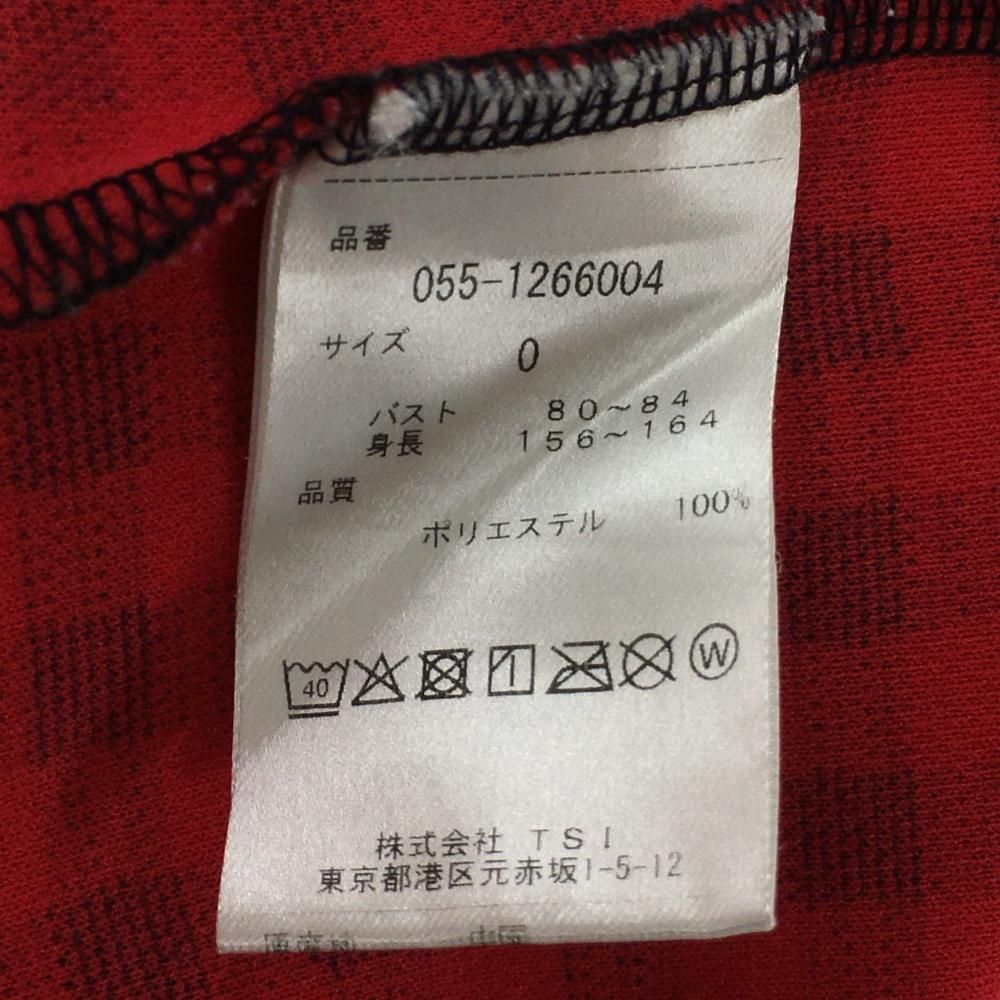 品番
055-1266004
サイズ 0
バスト 80~84
身長 156~164
品質
ポリエステル 100%
40
W
株式会社 TSI
東京都港区元赤坂1-5-12